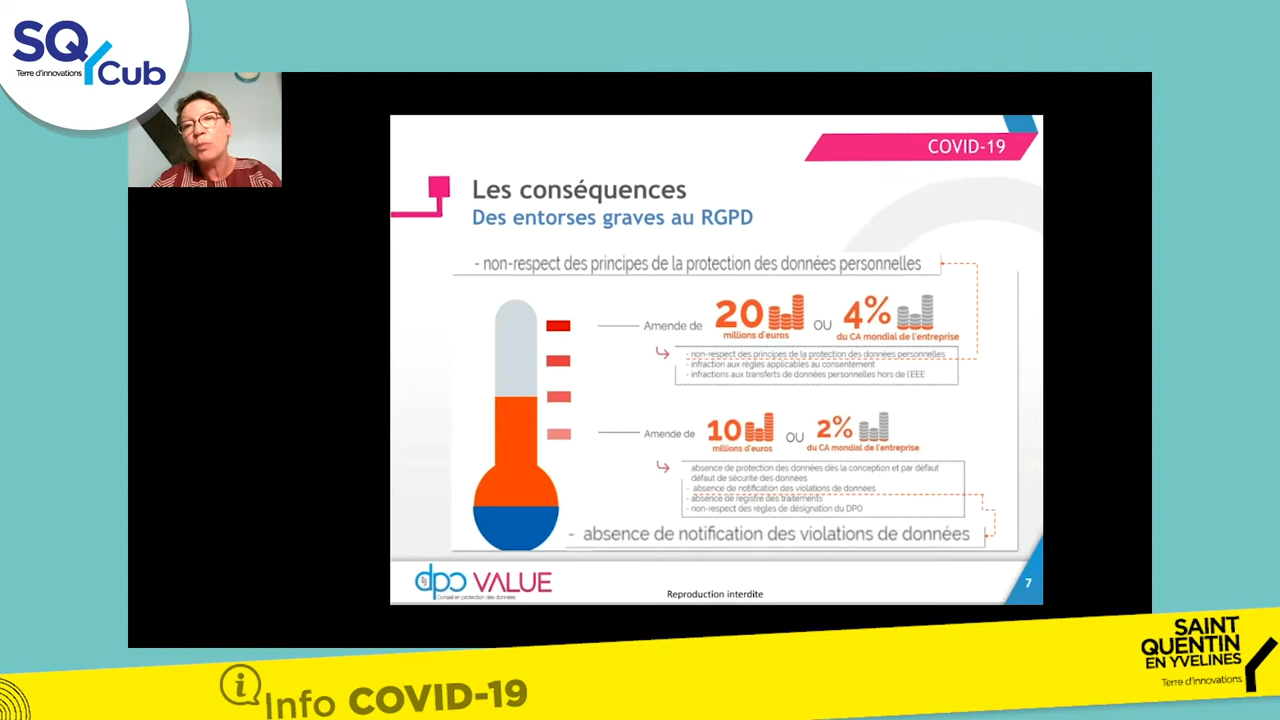 SQY Cub
Terre d'innovations
COVID-19
Les conséquences
Des entorses graves au RGPD
- non-respect des principes de la protection des données personnelles
Amende de
20
millions d'euros
OU
4%
du CA mondial de l'entreprise
- non-respect des principes de la protection des données personnelles
- infraction aux règles applicables au consentement
- infractions aux transferts de données personnelles hors de l'EEE
Amende de
10
millions d'euros
OU
2%
du CA mondial de l'entreprise
absence de protection des données dès la conception et par défaut
défaut de sécurité des données
- absence de notification des violations de données
- absence de registre des traitements
- non-respect des règles de désignation du DPO
- absence de notification des violations de données
dpo VALUE
Conseil en protection des données
Reproduction interdite
7
i Info COVID-19
SAINT
QUENTIN
EN YVELINES
Terre d'innovations